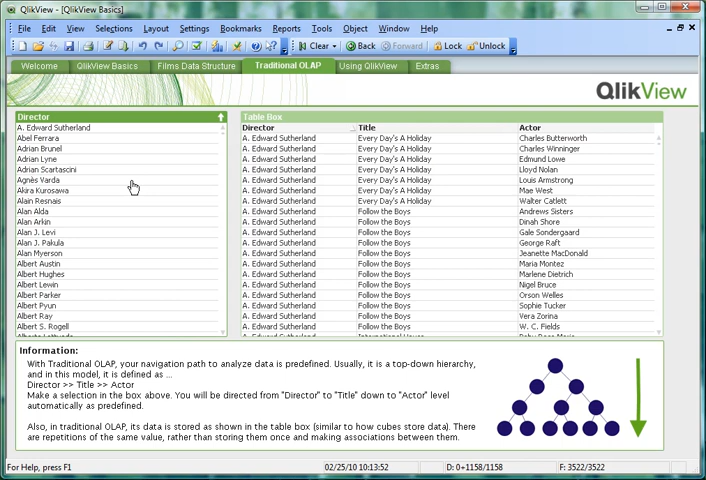 QlikView - [QlikView Basics]
File Edit View Selections Layout Settings Bookmarks Reports Tools Object Window Help
Clear Back Forward Lock Unlock
Welcome QlikView Basics Films Data Structure Traditional OLAP Using QlikView Extras
QlikView
Director
A. Edward Sutherland
Abel Ferrara
Adrian Brunel
Adrian Lyne
Adrian Scartascini
Agnès Varda
Akira Kurosawa
Alain Resnais
Alan Alda
Alan Arkin
Alan J. Levi
Alan J. Pakula
Alan Myerson
Albert Austin
Albert Hughes
Albert Lewin
Albert Parker
Albert Pyun
Albert Ray
Albert S. Rogell
Table Box
Director Title Actor
A. Edward Sutherland Every Day's A Holiday Charles Butterworth
A. Edward Sutherland Every Day's A Holiday Charles Winninger
A. Edward Sutherland Every Day's A Holiday Edmund Lowe
A. Edward Sutherland Every Day's A Holiday Lloyd Nolan
A. Edward Sutherland Every Day's A Holiday Louis Armstrong
A. Edward Sutherland Every Day's A Holiday Mae West
A. Edward Sutherland Every Day's A Holiday Walter Catlett
A. Edward Sutherland Follow the Boys Andrews Sisters
A. Edward Sutherland Follow the Boys Dinah Shore
A. Edward Sutherland Follow the Boys Gale Sondergaard
A. Edward Sutherland Follow the Boys George Raft
A. Edward Sutherland Follow the Boys Jeanette MacDonald
A. Edward Sutherland Follow the Boys Maria Montez
A. Edward Sutherland Follow the Boys Marlene Dietrich
A. Edward Sutherland Follow the Boys Nigel Bruce
A. Edward Sutherland Follow the Boys Orson Welles
A. Edward Sutherland Follow the Boys Sophie Tucker
A. Edward Sutherland Follow the Boys Vera Zorina
A. Edward Sutherland Follow the Boys W. C. Fields
Information:
With Traditional OLAP, your navigation path to analyze data is predefined. Usually, it is a top-down hierarchy,
and in this model, it is defined as ...
Director >> Title >> Actor
Make a selection in the box above. You will be directed from "Director" to "Title" down to "Actor" level
automatically as predefined.
Also, in traditional OLAP, its data is stored as shown in the table box (similar to how cubes store data). There
are repetitions of the same value, rather than storing them once and making associations between them.
For Help, press F1 02/25/10 10:13:52 D: 0+1158/1158 F: 3522/3522